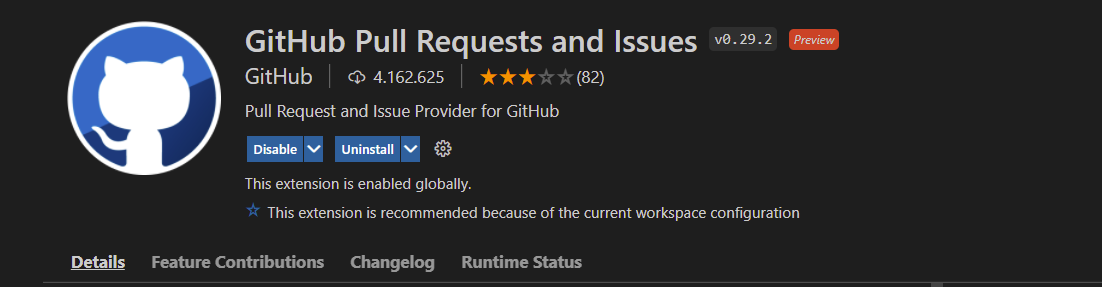 GitHub Pull Requests and Issues v0.29.2 Preview
GitHub 4.162.625 (82)
Pull Request and Issue Provider for GitHub
Disable Uninstall
This extension is enabled globally.
This extension is recommended because of the current workspace configuration
Details Feature Contributions Changelog Runtime Status